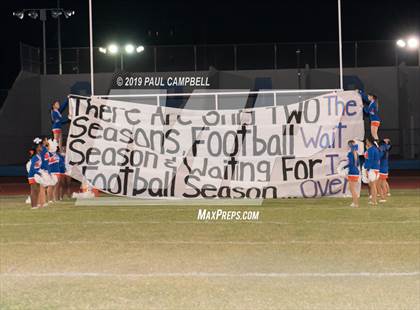 ©2019 PAUL CAMPBELL
There Are only Two The
Seasons, Football Wait
Season & Waiting For Is
Football Season... Over
MAXPREPS.COM